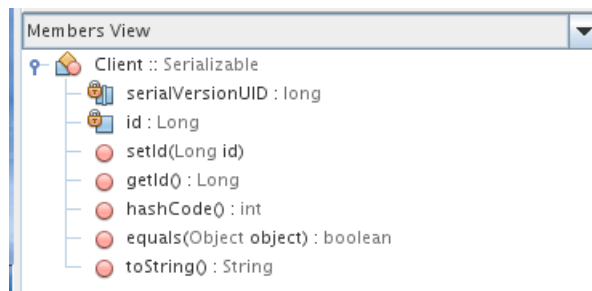 Members View
Client :: Serializable
serialVersionUID : long
id : Long
setId(Long id)
getId() : Long
hashCode() : int
equals(Object object) : boolean
toString() : String